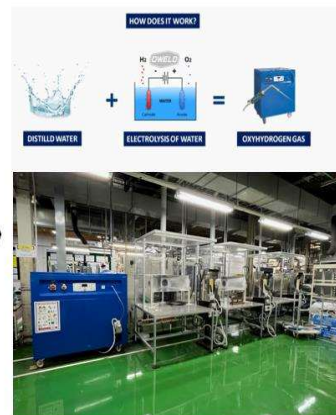 HOW DOES IT WORK?
H₂ OWELD O₂
- +
WATER
Cathode Anode
DISTILLD WATER + ELECTROLYSIS OF WATER = OXYHYDROGEN GAS